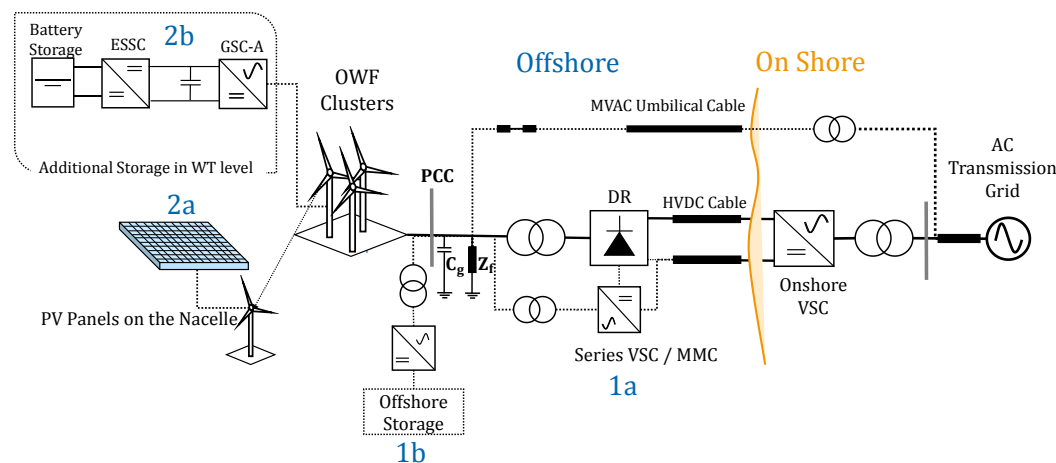 Battery
Storage
ESSC
2b
GSC-A
Additional Storage in WT level
OWF
Clusters
Offshore
On Shore
MVAC Umbilical Cable
AC
Transmission
Grid
PCC
DR
HVDC Cable
2a
C_g
Z_f
Onshore
VSC
PV Panels on the Nacelle
Series VSC / MMC
1a
Offshore
Storage
1b